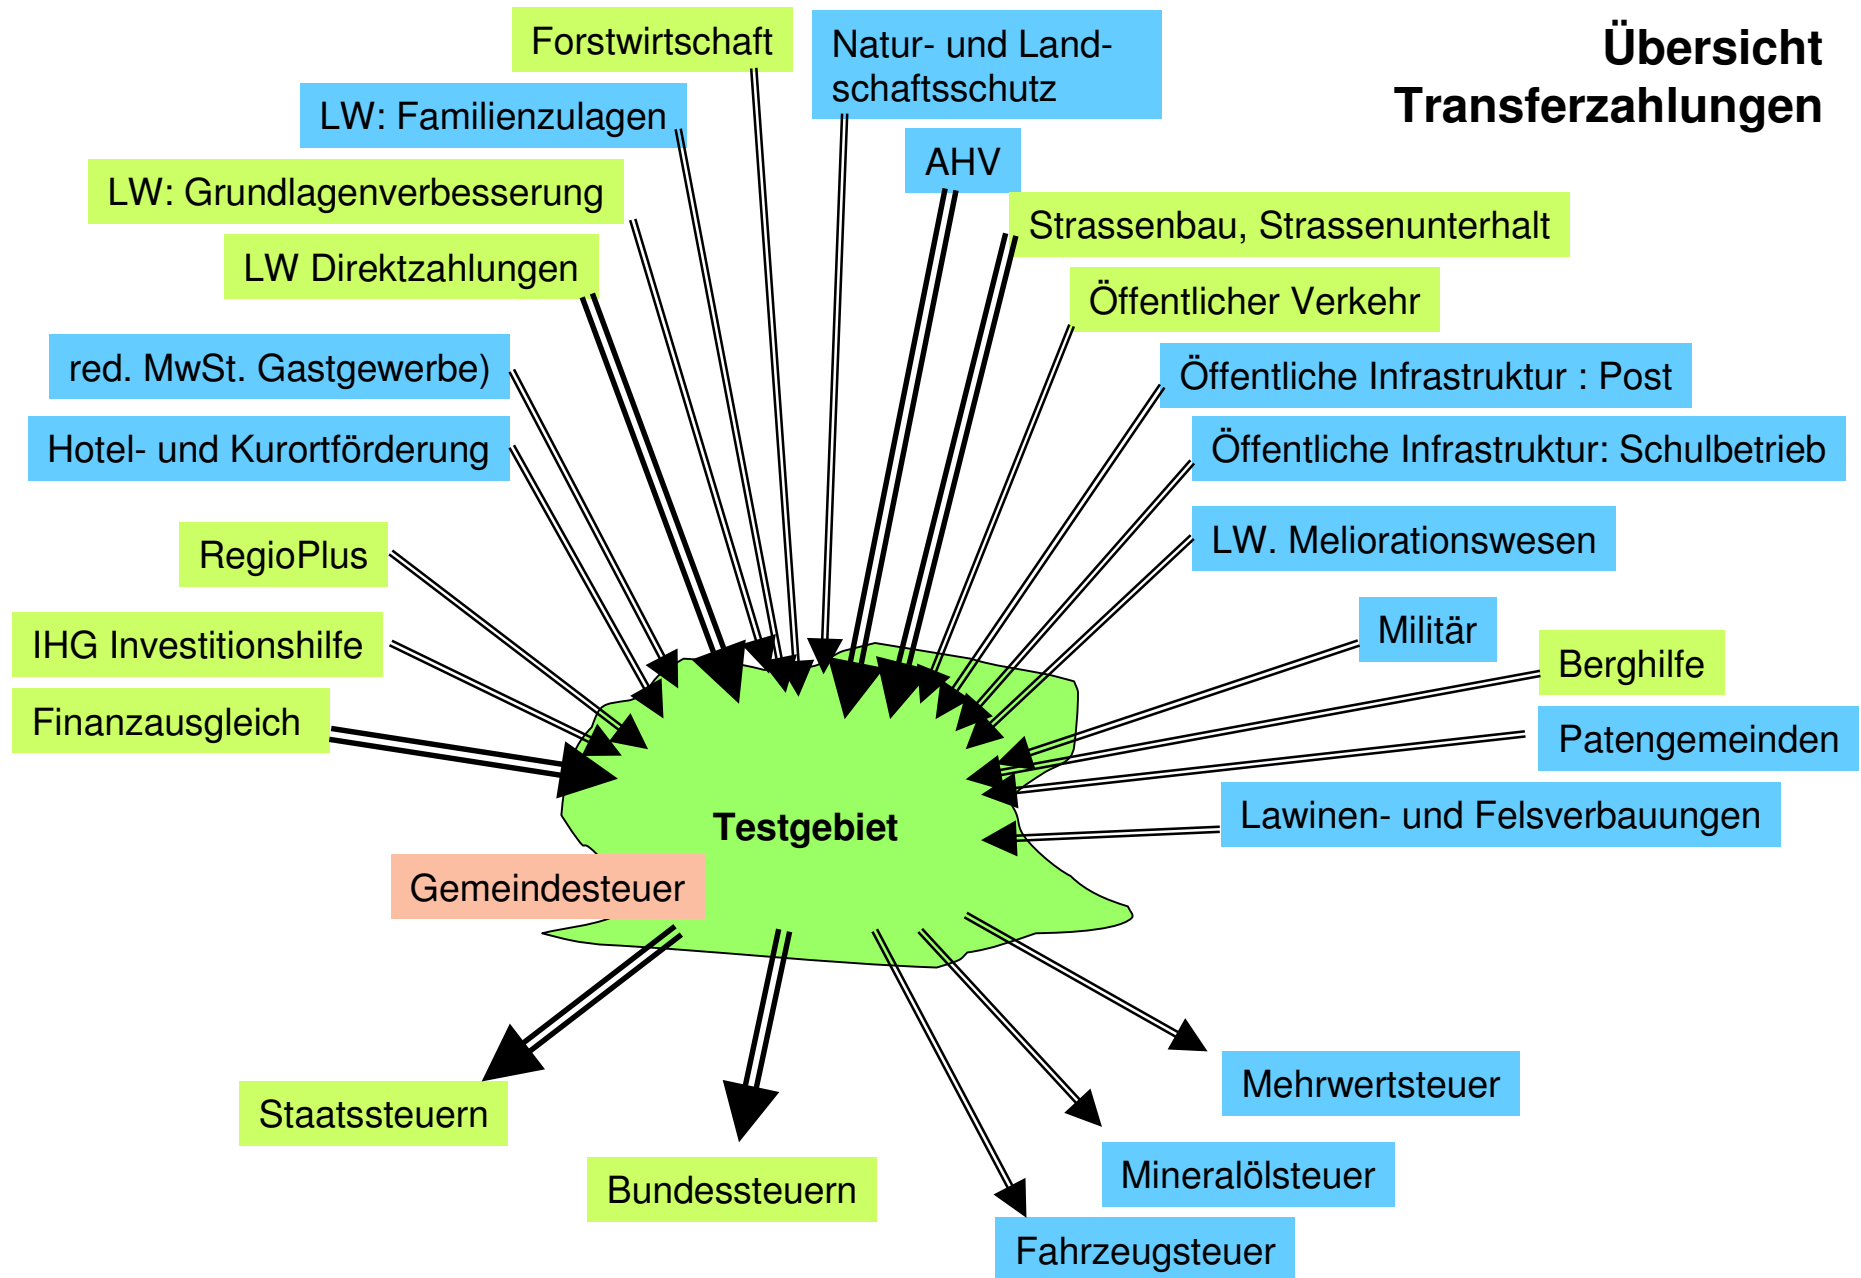 Übersicht
Transferzahlungen
Forstwirtschaft
Natur- und Land-
schaftsschutz
LW: Familienzulagen
AHV
LW: Grundlagenverbesserung
Strassenbau, Strassenunterhalt
LW Direktzahlungen
Öffentlicher Verkehr
red. MwSt. Gastgewerbe)
Öffentliche Infrastruktur : Post
Hotel- und Kurortförderung
Öffentliche Infrastruktur: Schulbetrieb
RegioPlus
LW. Meliorationswesen
IHG Investitionshilfe
Militär
Berghilfe
Finanzausgleich
Patengemeinden
Lawinen- und Felsverbauungen
Testgebiet
Gemeindesteuer
Staatssteuern
Mehrwertsteuer
Bundessteuern
Mineralölsteuer
Fahrzeugsteuer